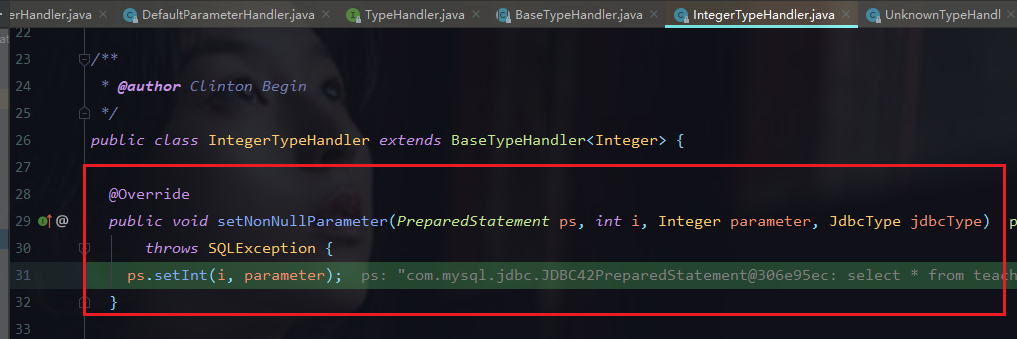 erHandler.java DefaultParameterHandler.java TypeHandler.java BaseTypeHandler.java IntegerTypeHandler.java UnknownTypeHandl
22
23 /**
24 * @author Clinton Begin
25 */
26 public class IntegerTypeHandler extends BaseTypeHandler<Integer> {
27
28 @Override
29 @ public void setNonNullParameter(PreparedStatement ps, int i, Integer parameter, JdbcType jdbcType) p
30 throws SQLException {
31 ps.setInt(i, parameter); ps: "com.mysql.jdbc.JDBC42PreparedStatement@306e95ec: select * from teach
32 }
33